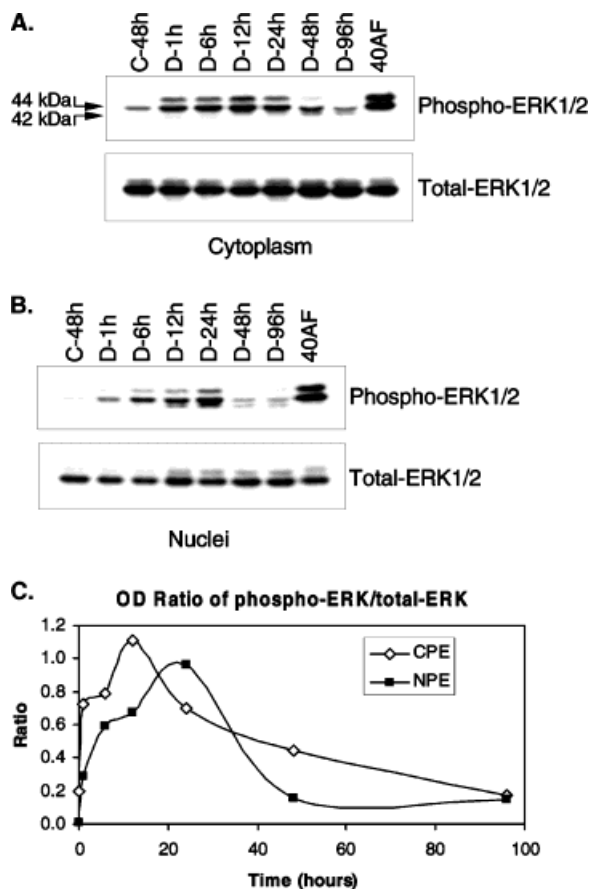 A.
C-48h D-1h D-6h D-12h D-24h D-48h D-96h 40AF
44 kDa
42 kDa
Phospho-ERK1/2
Total-ERK1/2
Cytoplasm
B.
C-48h D-1h D-6h D-12h D-24h D-48h D-96h 40AF
Phospho-ERK1/2
Total-ERK1/2
Nuclei
C.
OD Ratio of phospho-ERK/total-ERK
1.2
1.0
0.8
0.6
0.4
0.2
0.0
Ratio
CPE
NPE
0 20 40 60 80 100
Time (hours)